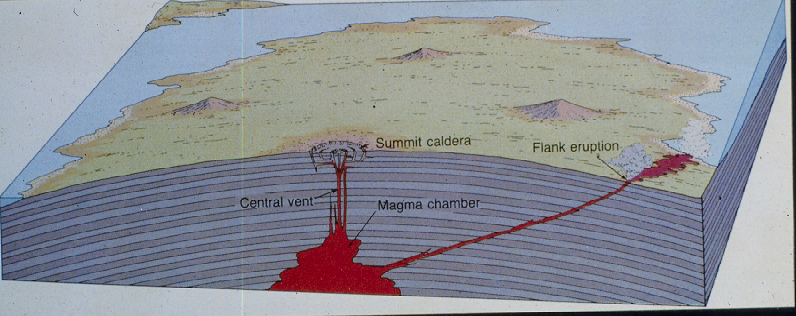 Summit caldera
Flank eruption
Central vent
Magma chamber